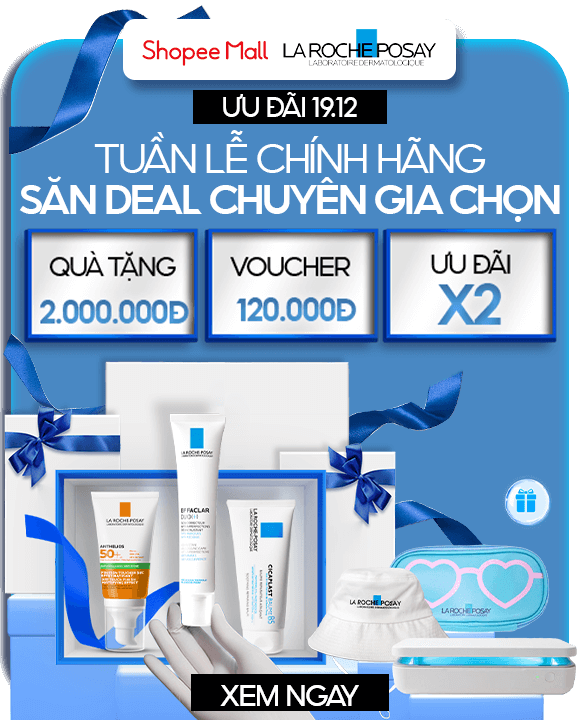 Shopee Mall LA ROCHE POSAY
LABORATOIRE DERMATOLOGIQUE
ƯU ĐÃI 19.12
TUẦN LỄ CHÍNH HÃNG
SĂN DEAL CHUYÊN GIA CHỌN
QUÀ TẶNG
2.000.000Đ
VOUCHER
120.000Đ
ƯU ĐÃI
X2
LA ROCHE-POSAY
EFFACLAR
DUO(+)
LA ROCHE-POSAY
ANTHELIOS
50+
LA ROCHE-POSAY
CICAPLAST BAUME B5
LA ROCHE POSAY
LA ROCHE POSAY
XEM NGAY